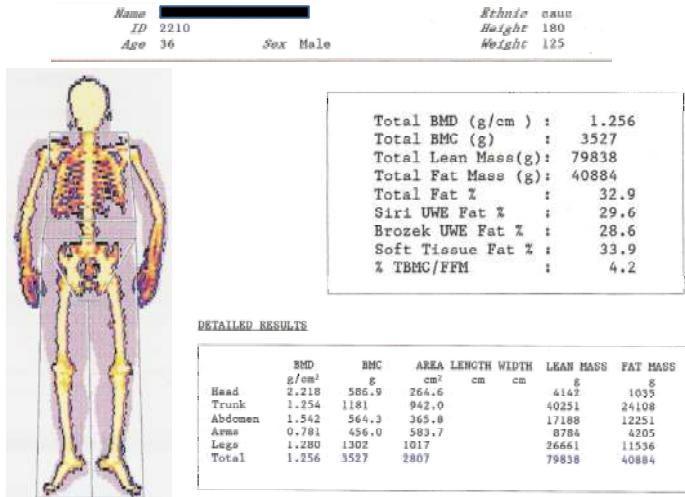 Name
Ethnic cauc
ID 2210
Height 180
Age 36 Sex Male
Weight 125
Total BMD (g/cm ) : 1.256
Total BMC (g) : 3527
Total Lean Mass(g): 79838
Total Fat Mass (g): 40884
Total Fat % : 32.9
Siri UWE Fat % : 29.6
Brozek UWE Fat % : 28.6
Soft Tissue Fat % : 33.9
% TBMC/FFM : 4.2
DETAILED RESULTS
BMD BMC AREA LENGTH WIDTH LEAN MASS FAT MASS
g/cm² g cm² cm cm g g
Head 2.218 586.9 264.6 4142 1035
Trunk 1.254 1181 942.0 40251 24108
Abdomen 1.542 564.3 365.8 17188 12251
Arms 0.781 456.0 583.7 8784 4205
Legs 1.280 1302 1017 26661 11536
Total 1.256 3527 2807 79838 40884